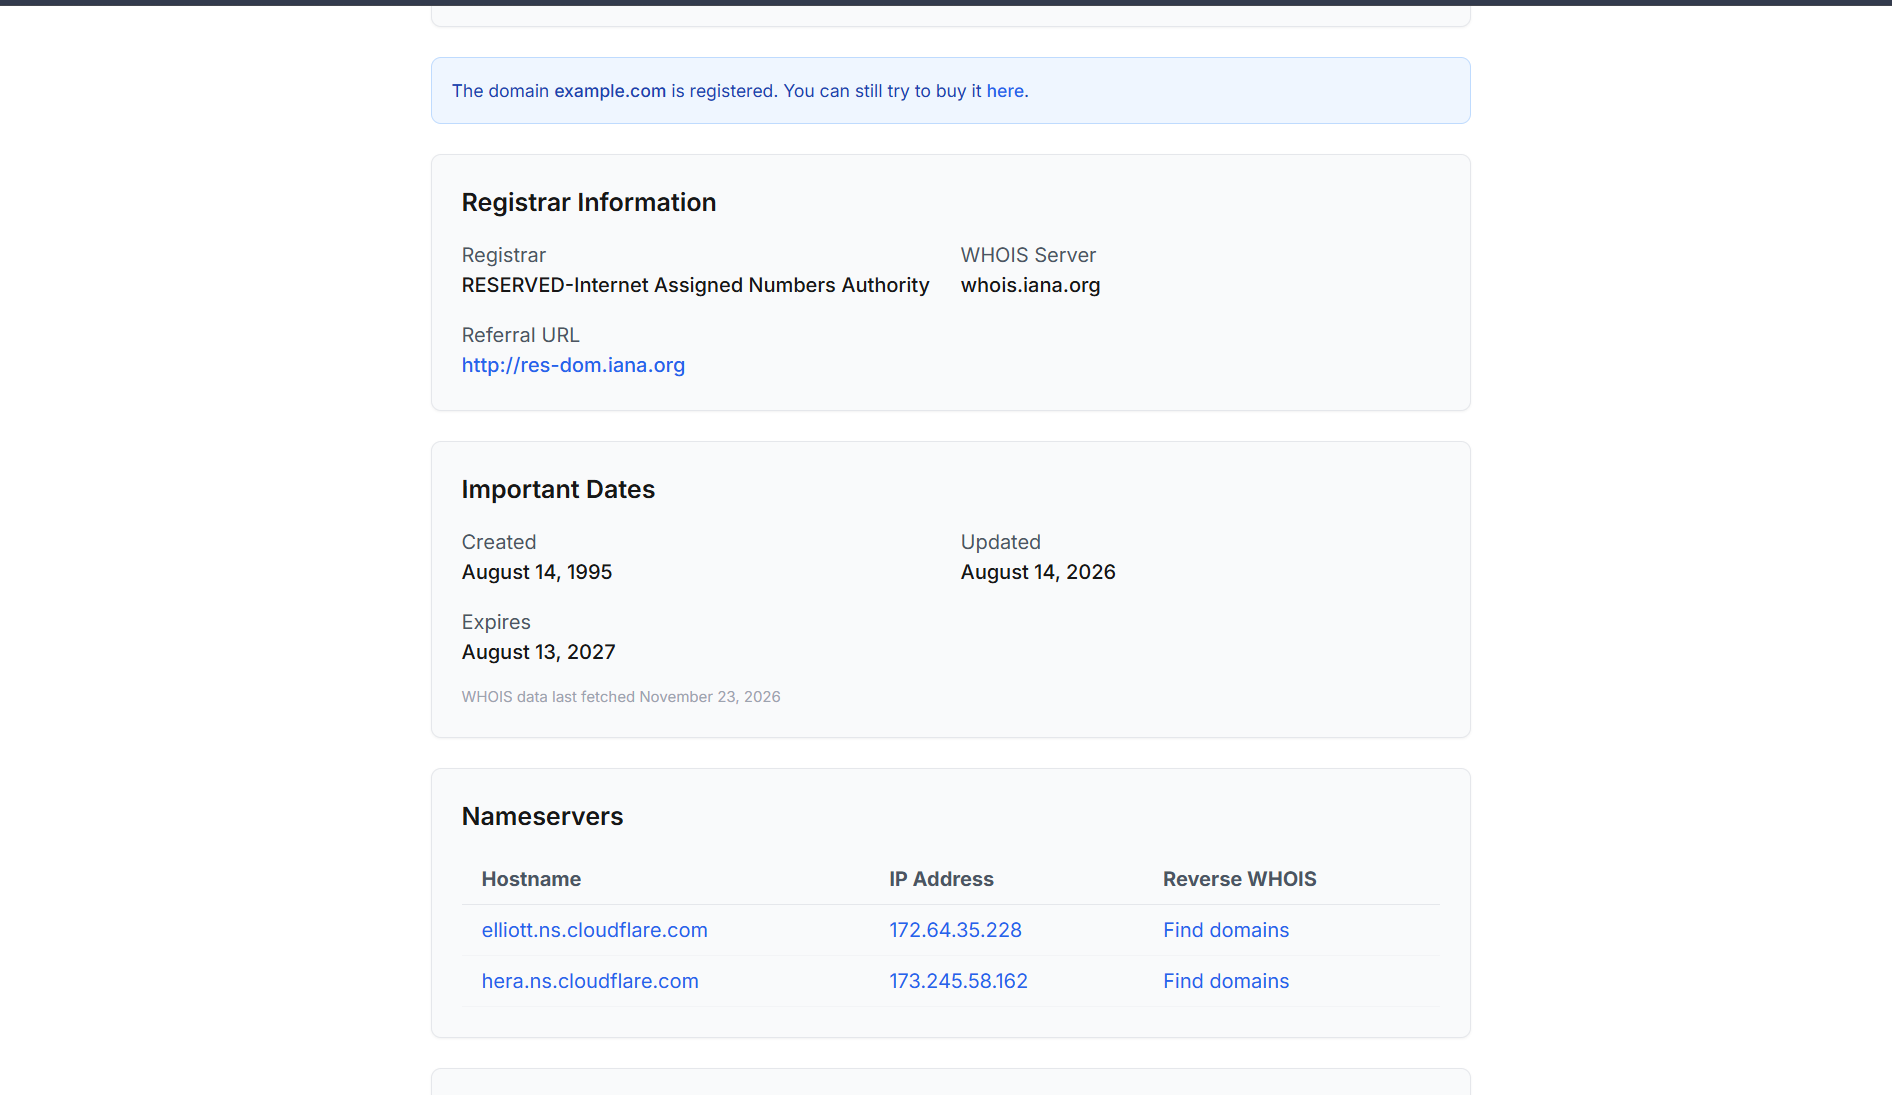 The domain example.com is registered. You can still try to buy it here.
Registrar Information
Registrar
RESERVED-Internet Assigned Numbers Authority
WHOIS Server
whois.iana.org
Referral URL
http://res-dom.iana.org
Important Dates
Created
August 14, 1995
Updated
August 14, 2026
Expires
August 13, 2027
WHOIS data last fetched November 23, 2026
Nameservers
Hostname IP Address Reverse WHOIS
elliott.ns.cloudflare.com 172.64.35.228 Find domains
hera.ns.cloudflare.com 173.245.58.162 Find domains